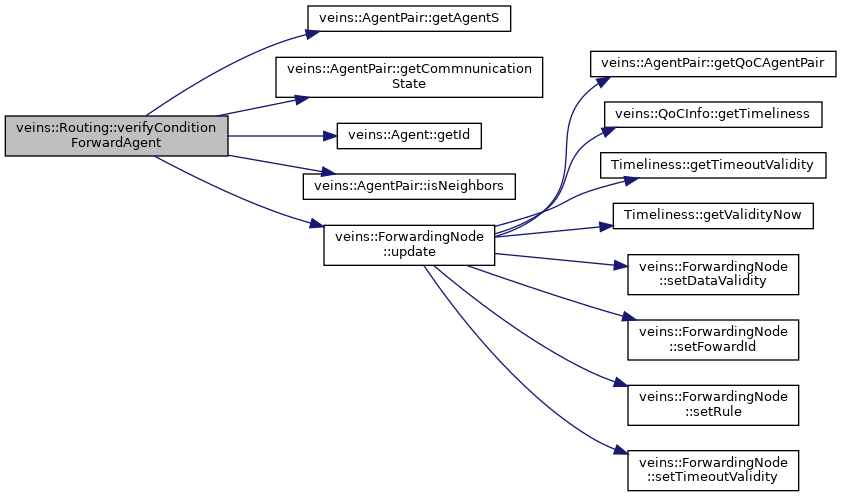 veins::AgentPair::getAgentS
veins::AgentPair::getCommnunication
State
veins::Routing::verifyCondition
ForwardAgent
veins::Agent::getId
veins::AgentPair::isNeighbors
veins::ForwardingNode
::update
veins::AgentPair::getQoCAgentPair
veins::QoCInfo::getTimeliness
Timeliness::getTimeoutValidity
Timeliness::getValidityNow
veins::ForwardingNode
::setDataValidity
veins::ForwardingNode
::setFowardId
veins::ForwardingNode
::setRule
veins::ForwardingNode
::setTimeoutValidity